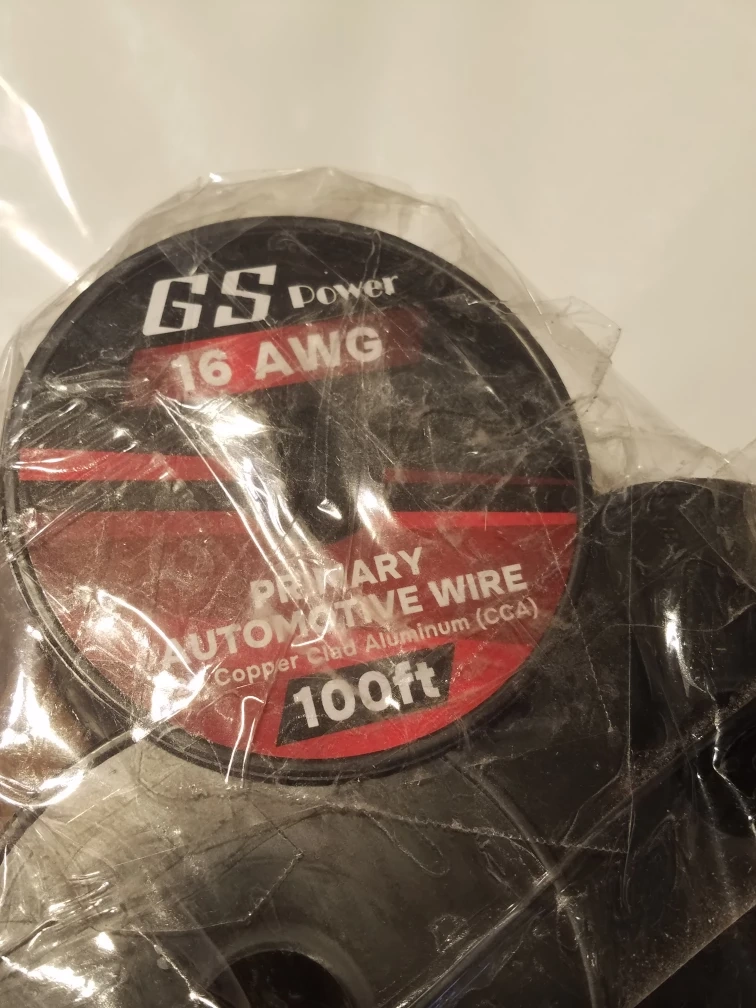 GS Power
16 AWG
PRIMARY
AUTOMOTIVE WIRE
Copper Clad Aluminum (CCA)
100ft